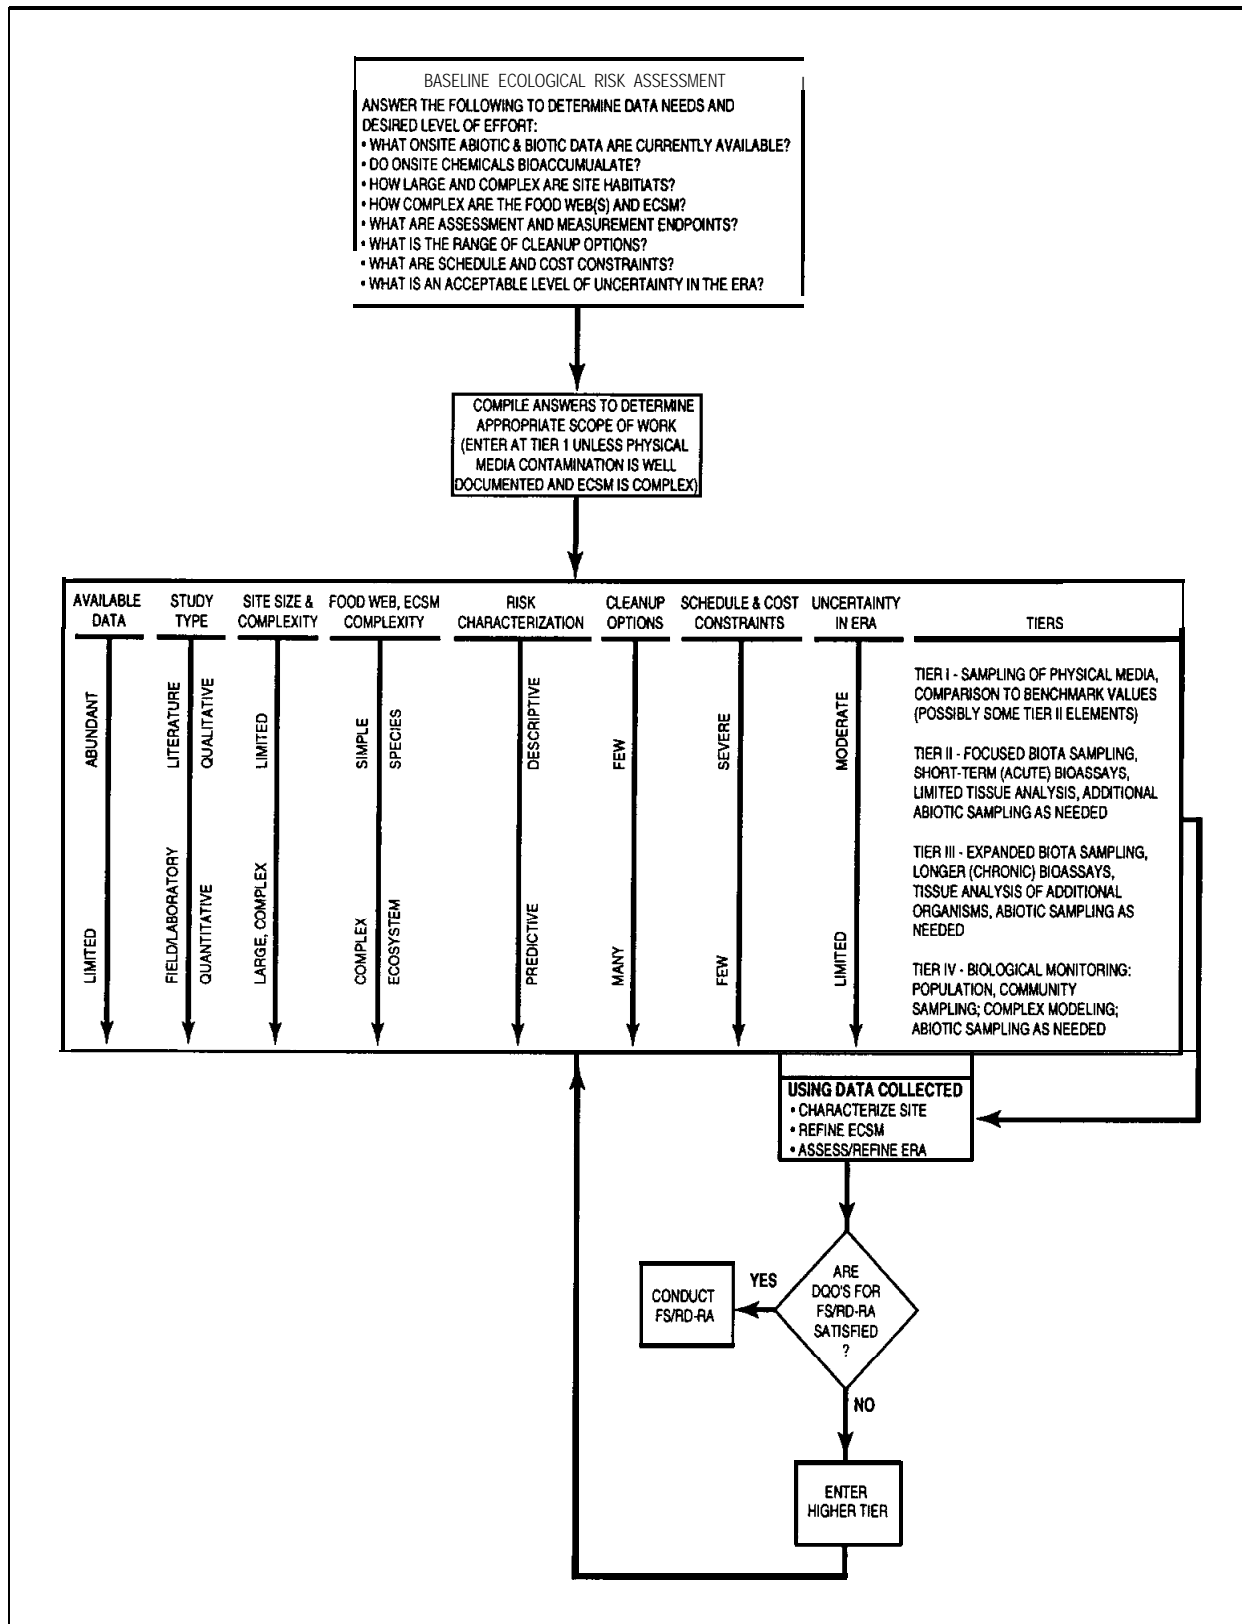 BASELINE ECOLOGICAL RISK ASSESSMENT
ANSWER THE FOLLOWING TO DETERMINE DATA NEEDS AND
DESIRED LEVEL OF EFFORT:
• WHAT ONSITE ABIOTIC & BIOTIC DATA ARE CURRENTLY AVAILABLE?
• DO ONSITE CHEMICALS BIOACCUMUALATE?
• HOW LARGE AND COMPLEX ARE SITE HABITIATS?
• HOW COMPLEX ARE THE FOOD WEB(S) AND ECSM?
• WHAT ARE ASSESSMENT AND MEASUREMENT ENDPOINTS?
• WHAT IS THE RANGE OF CLEANUP OPTIONS?
• WHAT ARE SCHEDULE AND COST CONSTRAINTS?
• WHAT IS AN ACCEPTABLE LEVEL OF UNCERTAINTY IN THE ERA?
COMPILE ANSWERS TO DETERMINE
APPROPRIATE SCOPE OF WORK
(ENTER AT TIER 1 UNLESS PHYSICAL
MEDIA CONTAMINATION IS WELL
DOCUMENTED AND ECSM IS COMPLEX)
AVAILABLE
DATA
ABUNDANT
LIMITED
STUDY
TYPE
LITERATURE
QUALITATIVE
FIELD/LABORATORY
QUANTITATIVE
SITE SIZE &
COMPLEXITY
LIMITED
LARGE, COMPLEX
FOOD WEB, ECSM
COMPLEXITY
SIMPLE
SPECIES
COMPLEX
ECOSYSTEM
RISK
CHARACTERIZATION
DESCRIPTIVE
PREDICTIVE
CLEANUP
OPTIONS
FEW
MANY
SCHEDULE & COST
CONSTRAINTS
SEVERE
FEW
UNCERTAINTY
IN ERA
MODERATE
LIMITED
TIERS
TIER I - SAMPLING OF PHYSICAL MEDIA,
COMPARISON TO BENCHMARK VALUES
(POSSIBLY SOME TIER II ELEMENTS)
TIER II - FOCUSED BIOTA SAMPLING,
SHORT-TERM (ACUTE) BIOASSAYS,
LIMITED TISSUE ANALYSIS, ADDITIONAL
ABIOTIC SAMPLING AS NEEDED
TIER III - EXPANDED BIOTA SAMPLING,
LONGER (CHRONIC) BIOASSAYS,
TISSUE ANALYSIS OF ADDITIONAL
ORGANISMS, ABIOTIC SAMPLING AS
NEEDED
TIER IV - BIOLOGICAL MONITORING:
POPULATION, COMMUNITY
SAMPLING; COMPLEX MODELING;
ABIOTIC SAMPLING AS NEEDED
USING DATA COLLECTED
• CHARACTERIZE SITE
• REFINE ECSM
• ASSESS/REFINE ERA
ARE
DQO'S FOR
FS/RD-RA
SATISFIED
?
YES
CONDUCT
FS/RD-RA
NO
ENTER
HIGHER TIER